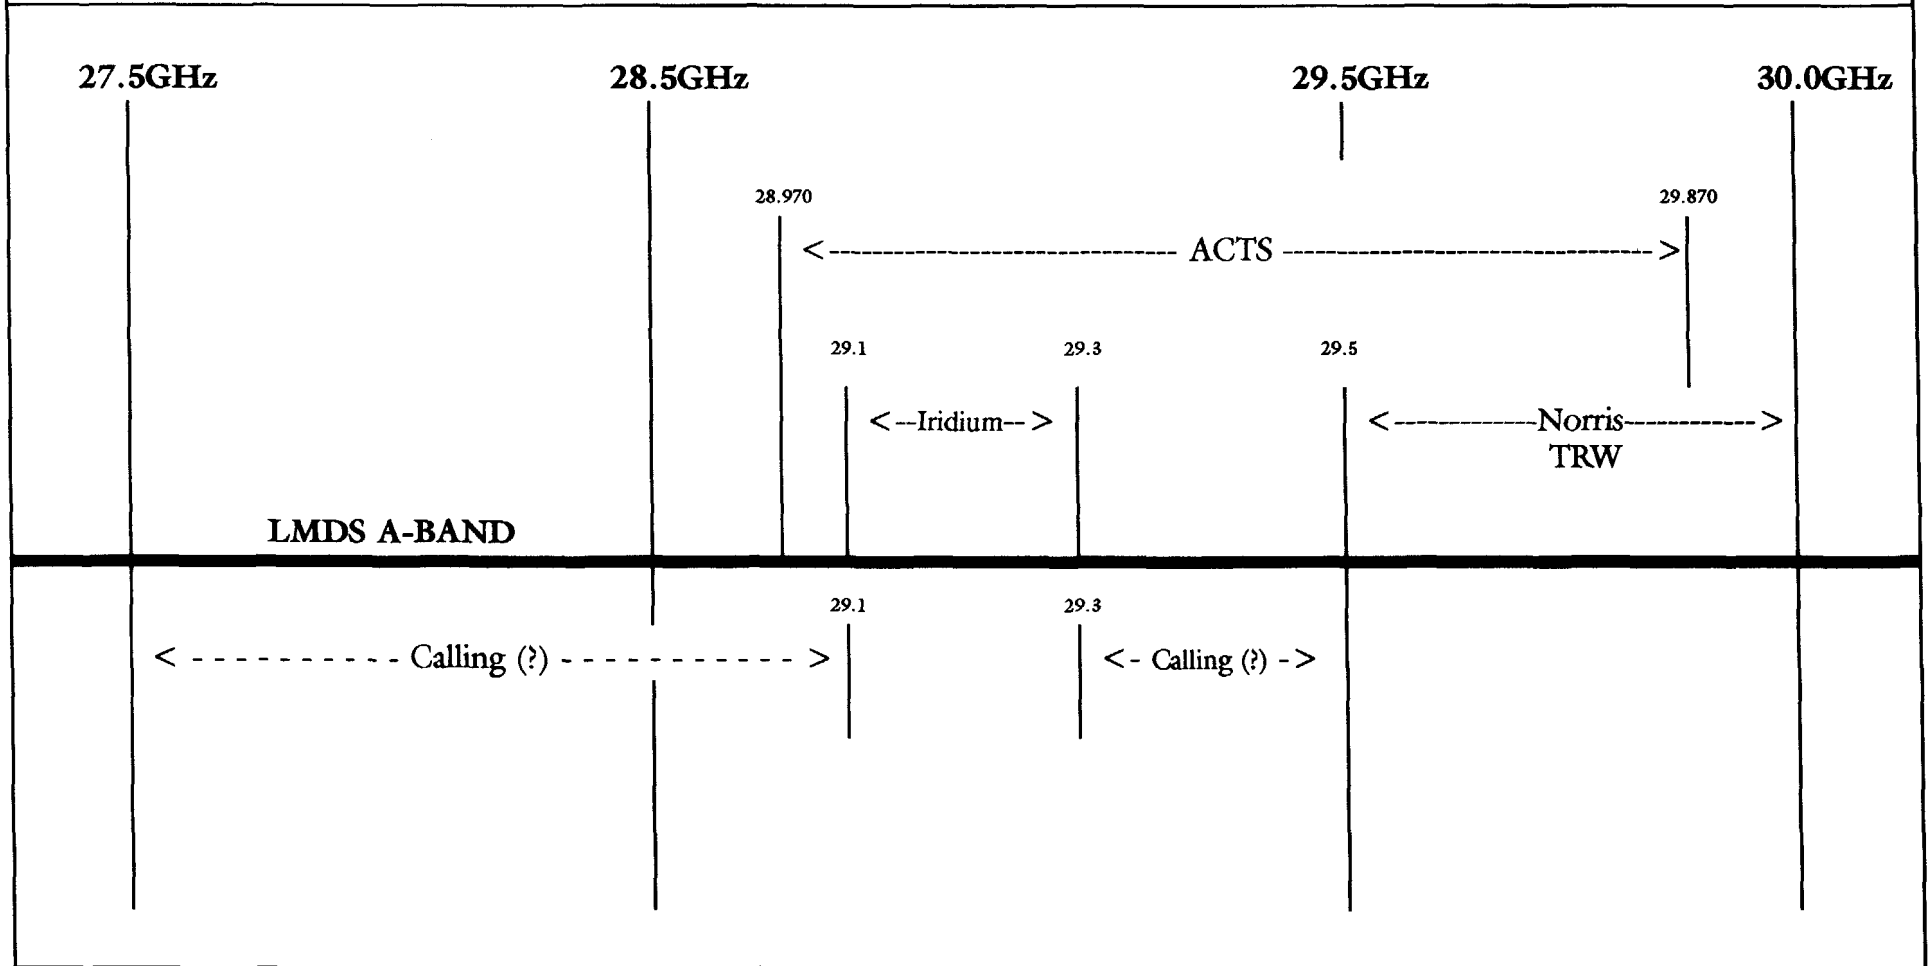 27.5GHz 28.5GHz 29.5GHz 30.0GHz
28.970 29.870
<----------------------------------- ACTS ------------------------------------->
29.1 29.3 29.5
<--Iridium--> <-------------Norris------------>
TRW
LMDS A-BAND
29.1 29.3
< - - - - - - - - - - Calling (?) - - - - - - - - - - > <- Calling (?) ->